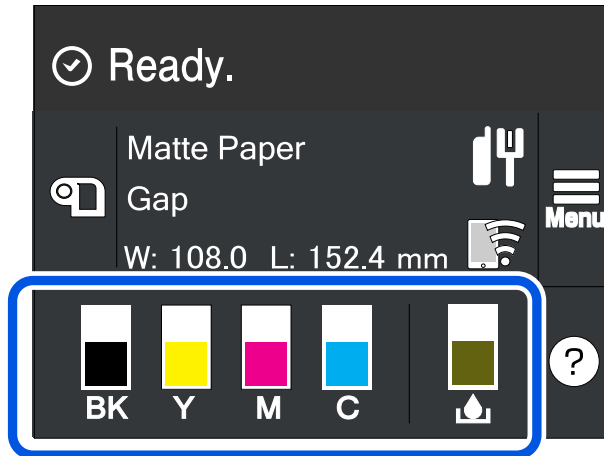 Ready.
Matte Paper
Gap
W: 108.0 L: 152.4 mm
Menu
BK Y M C
?